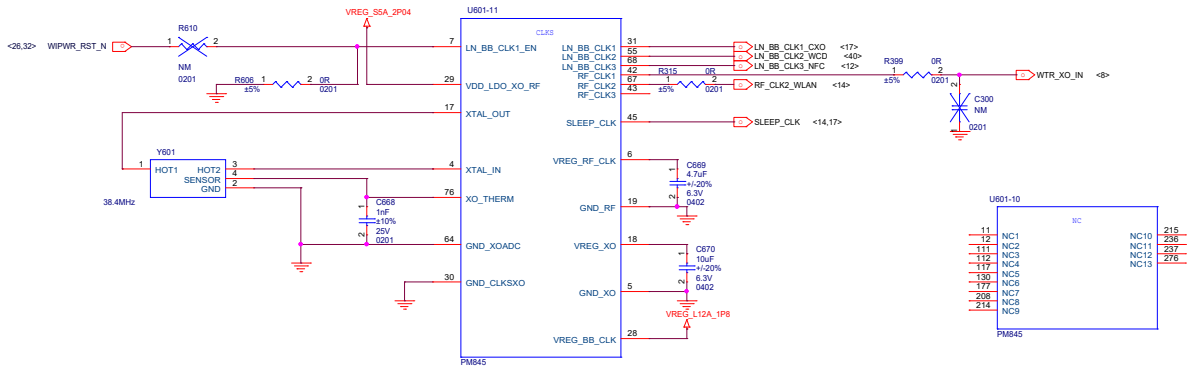 U601-11
VREG_S5A_2P04
CLKS
R610
<26,32> WIPWR_RST_N
1 2
NM
0201
7 LN_BB_CLK1_EN
LN_BB_CLK1 31 LN_BB_CLK1_CXO <17>
LN_BB_CLK2 55 LN_BB_CLK2_WCD <40>
LN_BB_CLK3 68 LN_BB_CLK3_NFC <12>
RF_CLK1 42
RF_CLK2 67
RF_CLK3 43
R315 0R
1 2
±5% 0201
RF_CLK2_WLAN <14>
R399 0R
1 2
±5% 0201
WTR_XO_IN <8>
2
C300
NM
0201
1
R606 1 2 0R
±5% 0201
29 VDD_LDO_XO_RF
17 XTAL_OUT
SLEEP_CLK 45 SLEEP_CLK <14,17>
Y601
1 HOT1 HOT2 3
SENSOR 4
GND 2
38.4MHz
4 XTAL_IN
76 XO_THERM
VREG_RF_CLK 6
C669
1
4.7uF
+/-20%
6.3V
2
0402
GND_RF 19
1
C668
1nF
±10%
25V
2
0201
64 GND_XOADC
30 GND_CLKSXO
VREG_XO 18
C670
1
10uF
+/-20%
6.3V
2
0402
GND_XO 5
VREG_L12A_1P8
VREG_BB_CLK 28
PM845
U601-10
NC
11 NC1 NC10 215
12 NC2 NC11 236
111 NC3 NC12 237
112 NC4 NC13 276
117 NC5
130 NC6
177 NC7
208 NC8
214 NC9
PM845